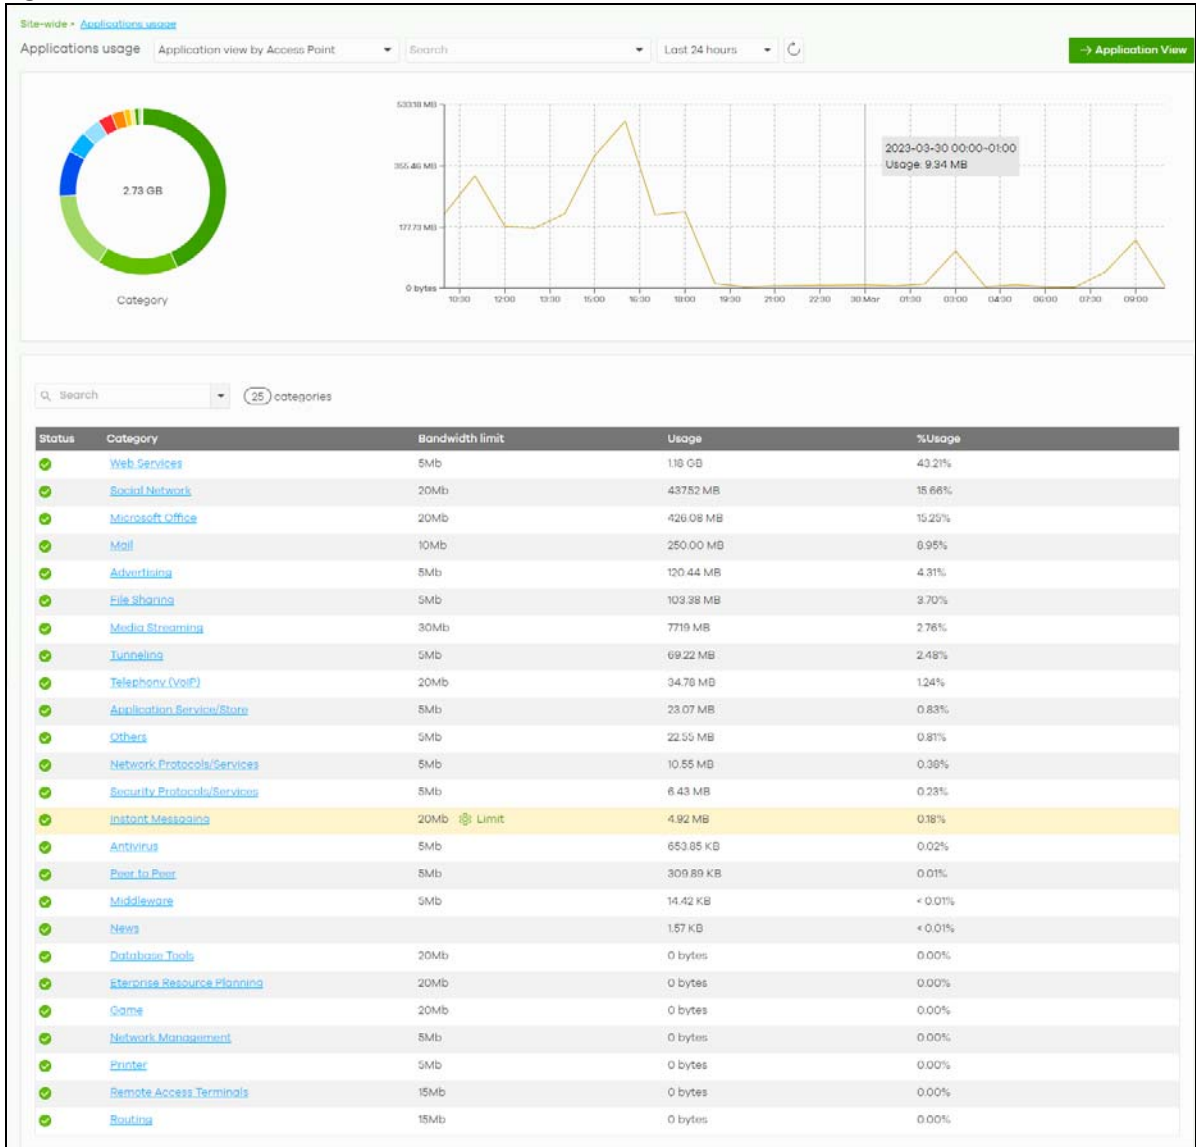 Site-wide ▸ Applications usage
Applications usage Application view by Access Point Search Last 24 hours → Application View
533.18 MB
355.46 MB
177.73 MB
0 bytes
2023-03-30 00:00-01:00
Usage: 9.34 MB
2.73 GB
Category
10:30 12:00 13:30 15:00 16:30 18:00 19:30 21:00 22:30 30.Mar 01:30 03:00 04:30 06:00 07:30 09:00
Search 25 categories
Status Category Bandwidth limit Usage %Usage
Web Services 5Mb 1.18 GB 43.21%
Social Network 20Mb 437.52 MB 15.66%
Microsoft Office 20Mb 426.08 MB 15.25%
Mail 10Mb 250.00 MB 8.95%
Advertising 5Mb 120.44 MB 4.31%
File Sharing 5Mb 103.38 MB 3.70%
Media Streaming 30Mb 77.19 MB 2.76%
Tunneling 5Mb 69.22 MB 2.48%
Telephony (VoIP) 20Mb 34.78 MB 1.24%
Application Service/Store 5Mb 23.07 MB 0.83%
Others 5Mb 22.55 MB 0.81%
Network Protocols/Services 5Mb 10.55 MB 0.38%
Security Protocols/Services 5Mb 6.43 MB 0.23%
Instant Messaging 20Mb Limit 4.92 MB 0.18%
Antivirus 5Mb 653.85 KB 0.02%
Peer to Peer 5Mb 309.89 KB 0.01%
Middleware 5Mb 14.42 KB < 0.01%
News 1.57 KB < 0.01%
Database Tools 20Mb 0 bytes 0.00%
Eterprise Resource Planning 20Mb 0 bytes 0.00%
Game 20Mb 0 bytes 0.00%
Network Management 5Mb 0 bytes 0.00%
Printer 5Mb 0 bytes 0.00%
Remote Access Terminals 15Mb 0 bytes 0.00%
Routing 15Mb 0 bytes 0.00%